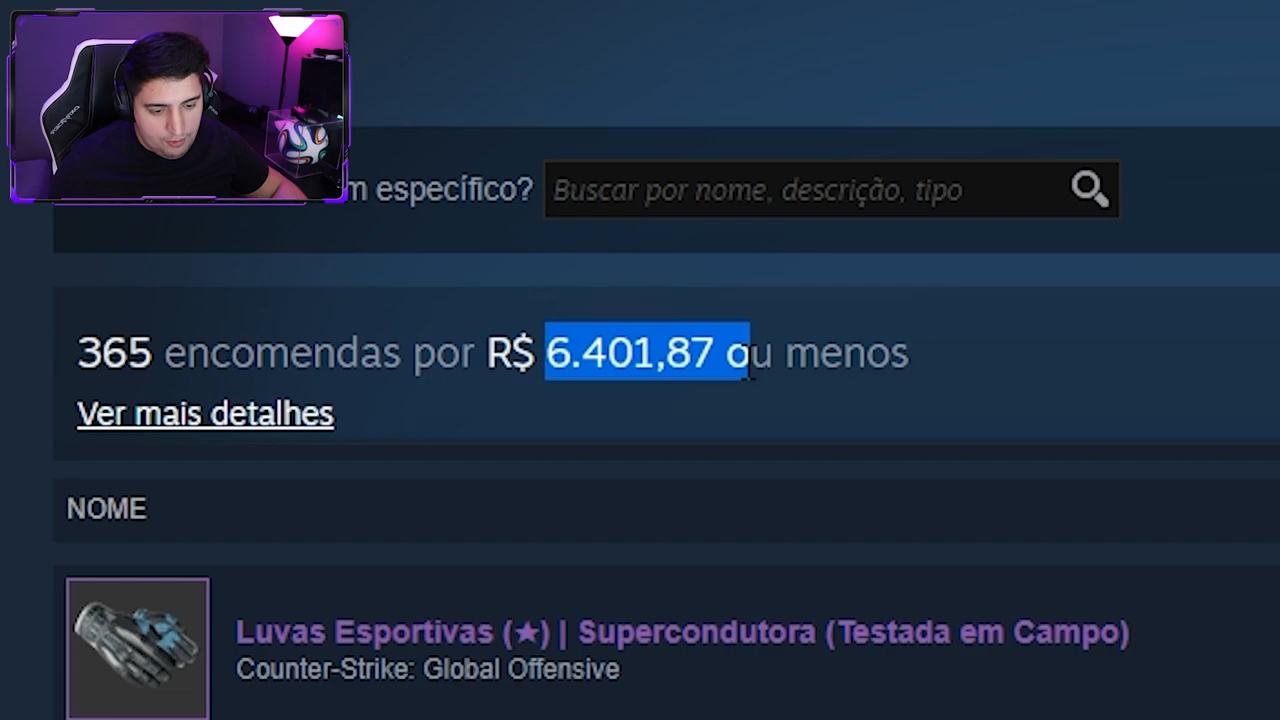 m específico? Buscar por nome, descrição, tipo
365 encomendas por R$ 6.401,87 ou menos
Ver mais detalhes
NOME
Luvas Esportivas (★) | Supercondutora (Testada em Campo)
Counter-Strike: Global Offensive